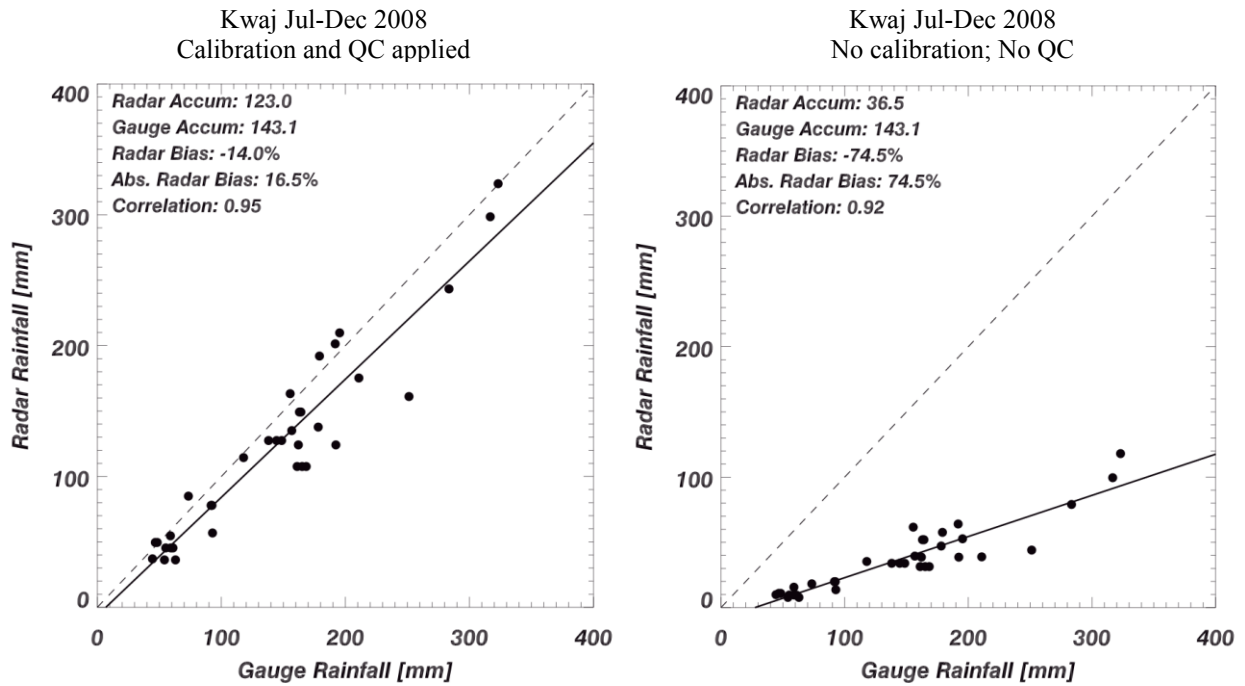 Kwaj Jul-Dec 2008
Calibration and QC applied
Radar Accum: 123.0
Gauge Accum: 143.1
Radar Bias: -14.0%
Abs. Radar Bias: 16.5%
Correlation: 0.95
400
300
200
100
0
Radar Rainfall [mm]
0 100 200 300 400
Gauge Rainfall [mm]
Kwaj Jul-Dec 2008
No calibration; No QC
Radar Accum: 36.5
Gauge Accum: 143.1
Radar Bias: -74.5%
Abs. Radar Bias: 74.5%
Correlation: 0.92
400
300
200
100
0
Radar Rainfall [mm]
0 100 200 300 400
Gauge Rainfall [mm]